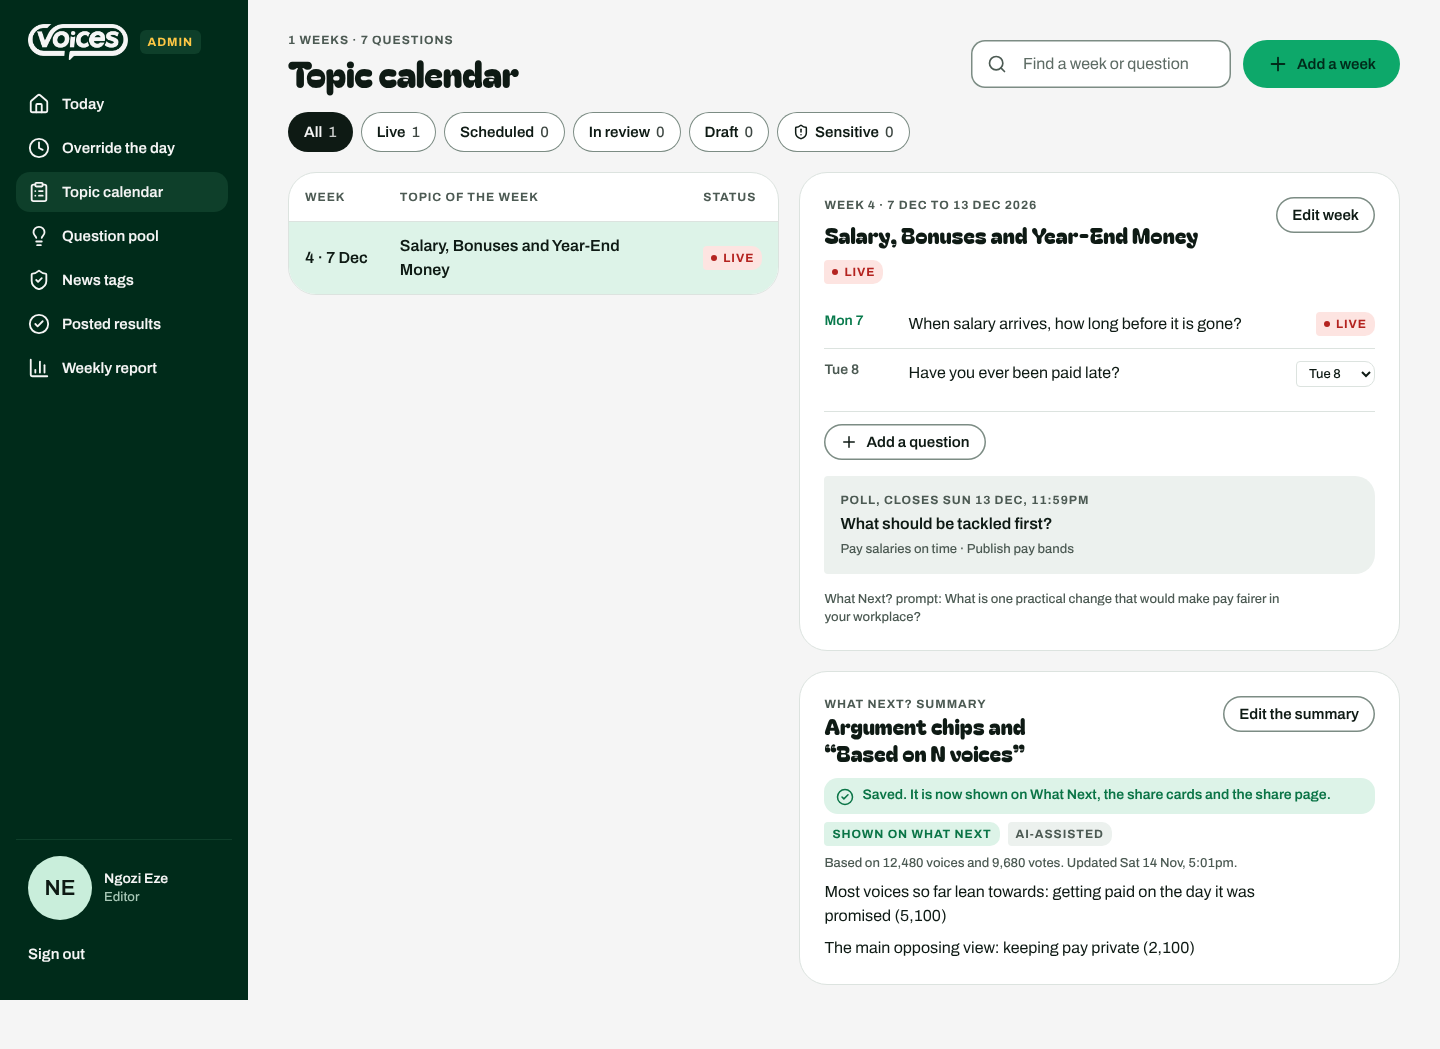 Voices ADMIN
Today
Override the day
Topic calendar
Question pool
News tags
Posted results
Weekly report
NE
Ngozi Eze
Editor
Sign out
1 WEEKS · 7 QUESTIONS
Topic calendar
Find a week or question
Add a week
All 1
Live 1
Scheduled 0
In review 0
Draft 0
Sensitive 0
WEEK TOPIC OF THE WEEK STATUS
4 · 7 Dec
Salary, Bonuses and Year-End
Money
LIVE
WEEK 4 · 7 DEC TO 13 DEC 2026
Edit week
Salary, Bonuses and Year-End Money
LIVE
Mon 7 When salary arrives, how long before it is gone? LIVE
Tue 8 Have you ever been paid late? Tue 8
Add a question
POLL, CLOSES SUN 13 DEC, 11:59PM
What should be tackled first?
Pay salaries on time · Publish pay bands
What Next? prompt: What is one practical change that would make pay fairer in
your workplace?
WHAT NEXT? SUMMARY
Edit the summary
Argument chips and
“Based on N voices”
Saved. It is now shown on What Next, the share cards and the share page.
SHOWN ON WHAT NEXT AI-ASSISTED
Based on 12,480 voices and 9,680 votes. Updated Sat 14 Nov, 5:01pm.
Most voices so far lean towards: getting paid on the day it was
promised (5,100)
The main opposing view: keeping pay private (2,100)